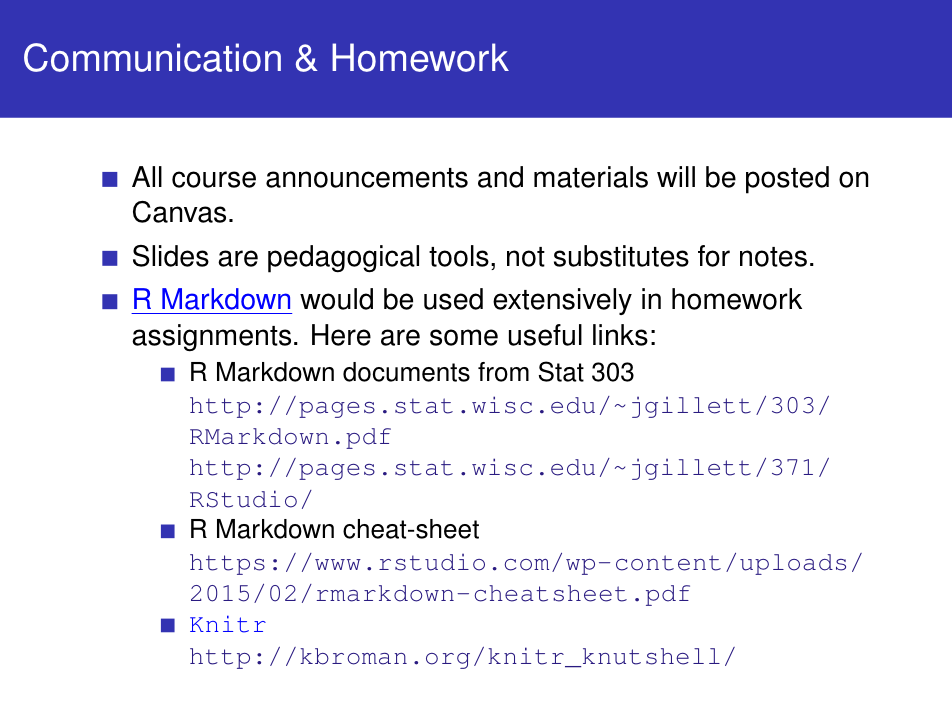 Communication & Homework
All course announcements and materials will be posted on
Canvas.
Slides are pedagogical tools, not substitutes for notes.
R Markdown would be used extensively in homework
assignments. Here are some useful links:
R Markdown documents from Stat 303
http://pages.stat.wisc.edu/~jgillett/303/
RMarkdown.pdf
http://pages.stat.wisc.edu/~jgillett/371/
RStudio/
R Markdown cheat-sheet
https://www.rstudio.com/wp-content/uploads/
2015/02/rmarkdown-cheatsheet.pdf
Knitr
http://kbroman.org/knitr_knutshell/